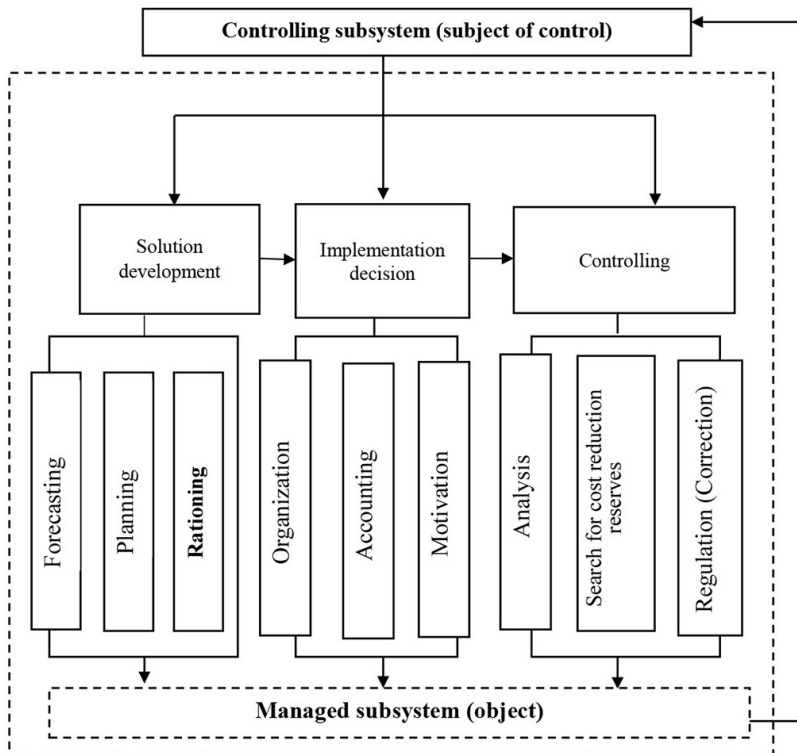 Controlling subsystem (subject of control)
Solution
development
Implementation
decision
Controlling
Forecasting
Planning
Rationing
Organization
Accounting
Motivation
Analysis
Search for cost reduction
reserves
Regulation (Correction)
Managed subsystem (object)